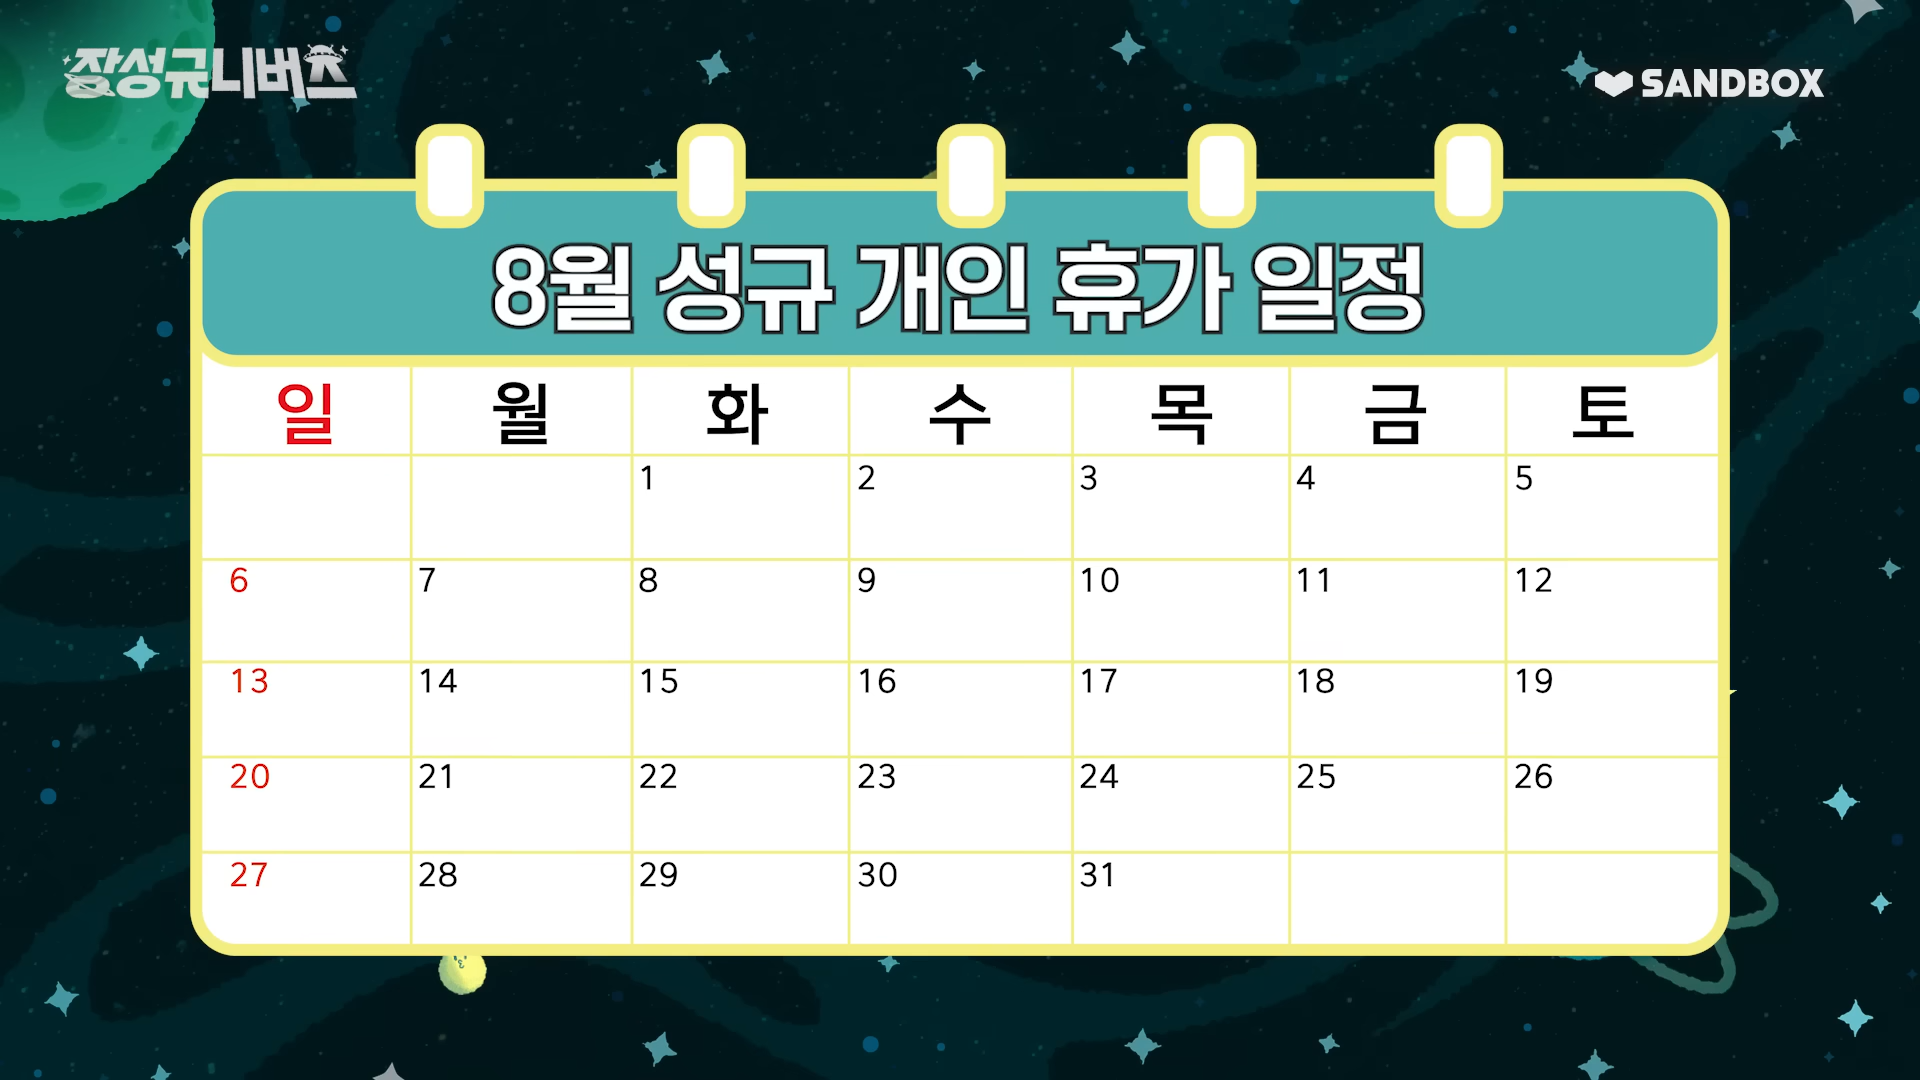 장성규니버스
SANDBOX
8월 성규 개인 휴가 일정
일 월 화 수 목 금 토
1 2 3 4 5
6 7 8 9 10 11 12
13 14 15 16 17 18 19
20 21 22 23 24 25 26
27 28 29 30 31